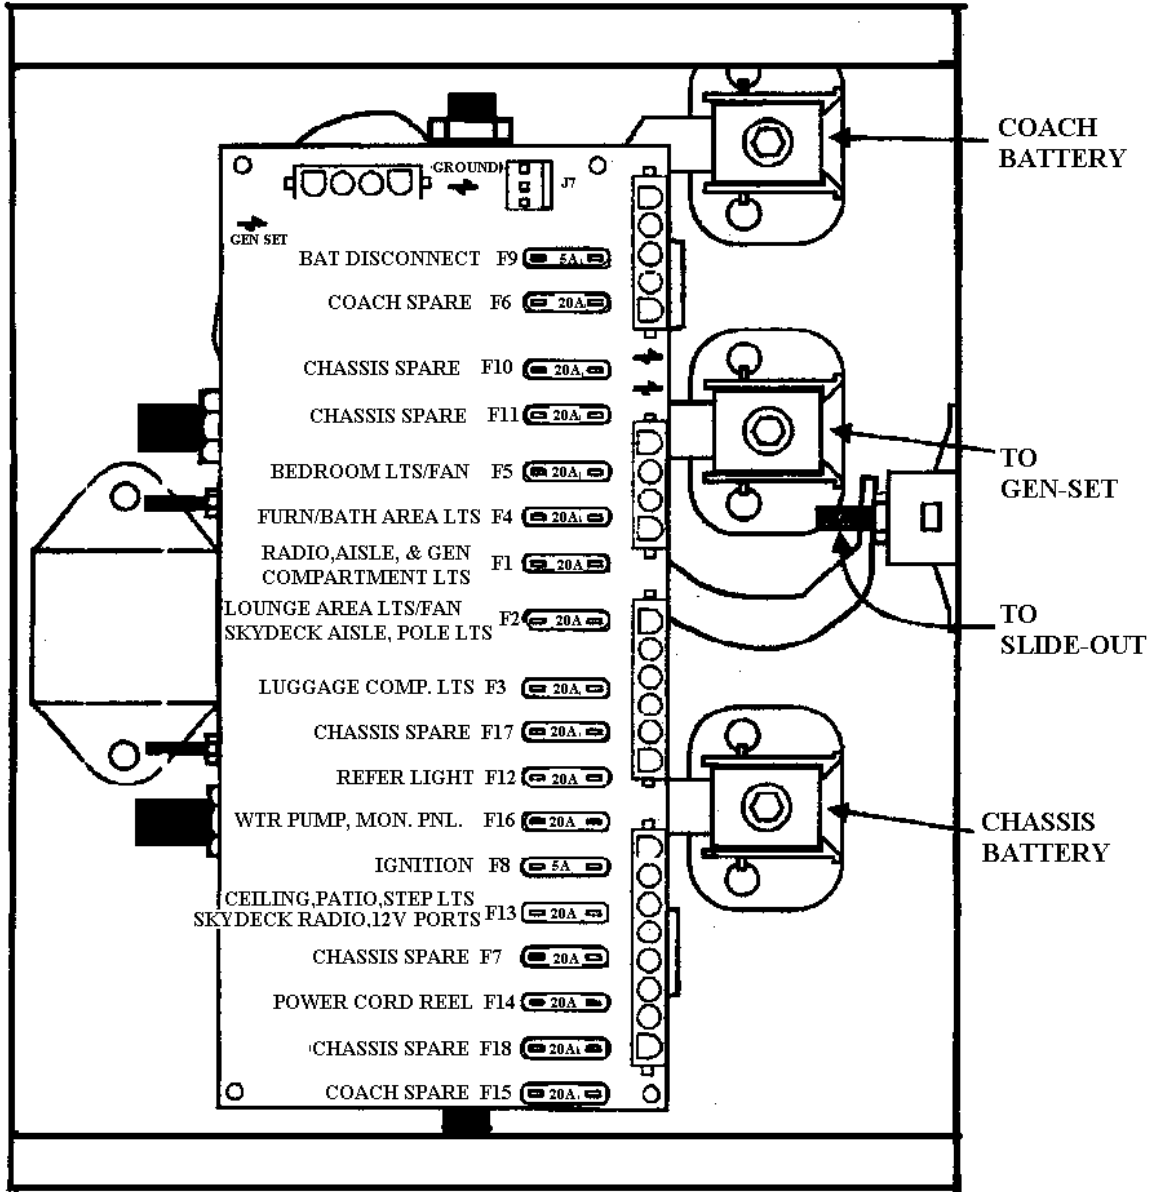 COACH
BATTERY
GROUND
J7
GEN SET
BAT DISCONNECT F9 5A
COACH SPARE F6 20A
CHASSIS SPARE F10 20A
CHASSIS SPARE F11 20A
TO
GEN-SET
BEDROOM LTS/FAN F5 20A
FURN/BATH AREA LTS F4 20A
RADIO,AISLE, & GEN
COMPARTMENT LTS F1 20A
LOUNGE AREA LTS/FAN
SKYDECK AISLE, POLE LTS F2 20A
TO
SLIDE-OUT
LUGGAGE COMP. LTS F3 20A
CHASSIS SPARE F17 20A
REFER LIGHT F12 20A
WTR PUMP, MON. PNL. F16 20A
CHASSIS
BATTERY
IGNITION F8 5A
CEILING,PATIO,STEP LTS
SKYDECK RADIO,12V PORTS F13 20A
CHASSIS SPARE F7 20A
POWER CORD REEL F14 20A
CHASSIS SPARE F18 20A
COACH SPARE F15 20A